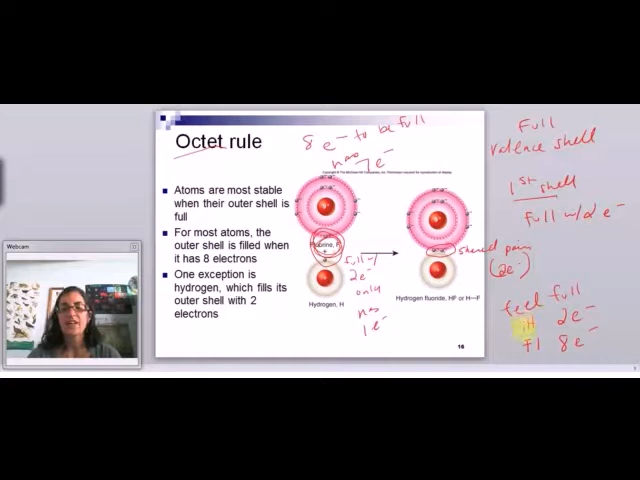 Octet rule
8 e⁻ to be full
has 7 e⁻
Atoms are most stable
when their outer shell is
full
For most atoms, the
outer shell is filled when
it has 8 electrons
One exception is
hydrogen, which fills its
outer shell with 2
electrons
Fluorine, F
+
Hydrogen, H
full w/
2e⁻
only
has
1 e⁻
shared pair
(2e⁻)
Hydrogen fluoride, HF or H—F
16
Full
valence shell
1st shell
full w/ 2 e⁻
feel full
H 2e⁻
Fl 8e⁻
Webcam